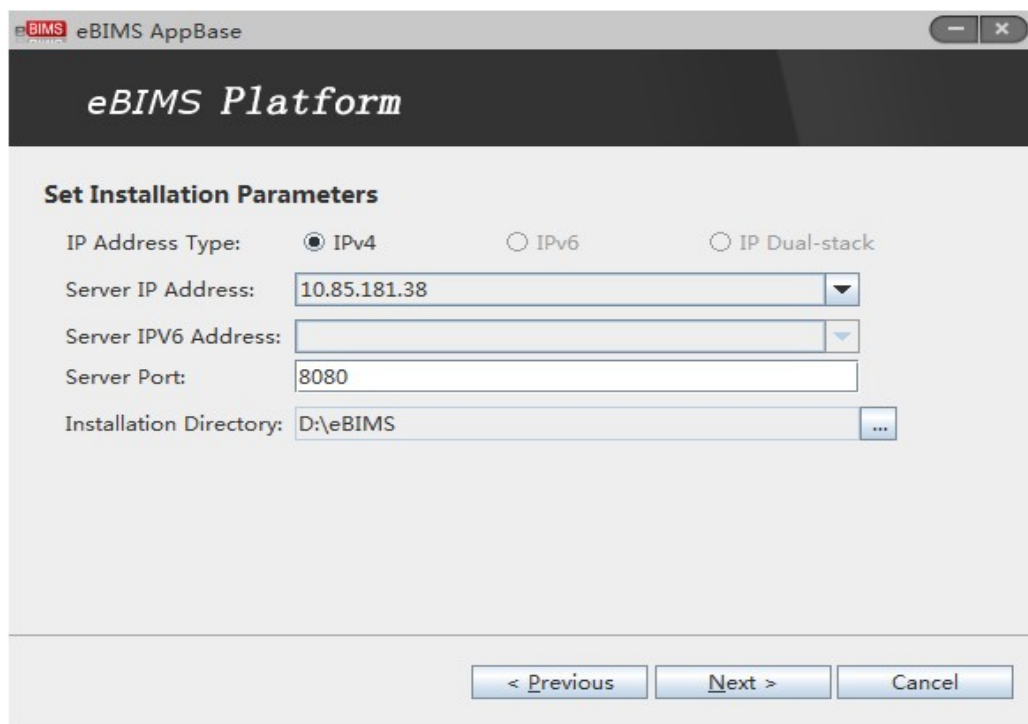 BIMS eBIMS AppBase
eBIMS Platform
Set Installation Parameters
IP Address Type: IPv4 IPv6 IP Dual-stack
Server IP Address: 10.85.181.38
Server IPV6 Address:
Server Port: 8080
Installation Directory: D:\eBIMS ...
< Previous Next > Cancel